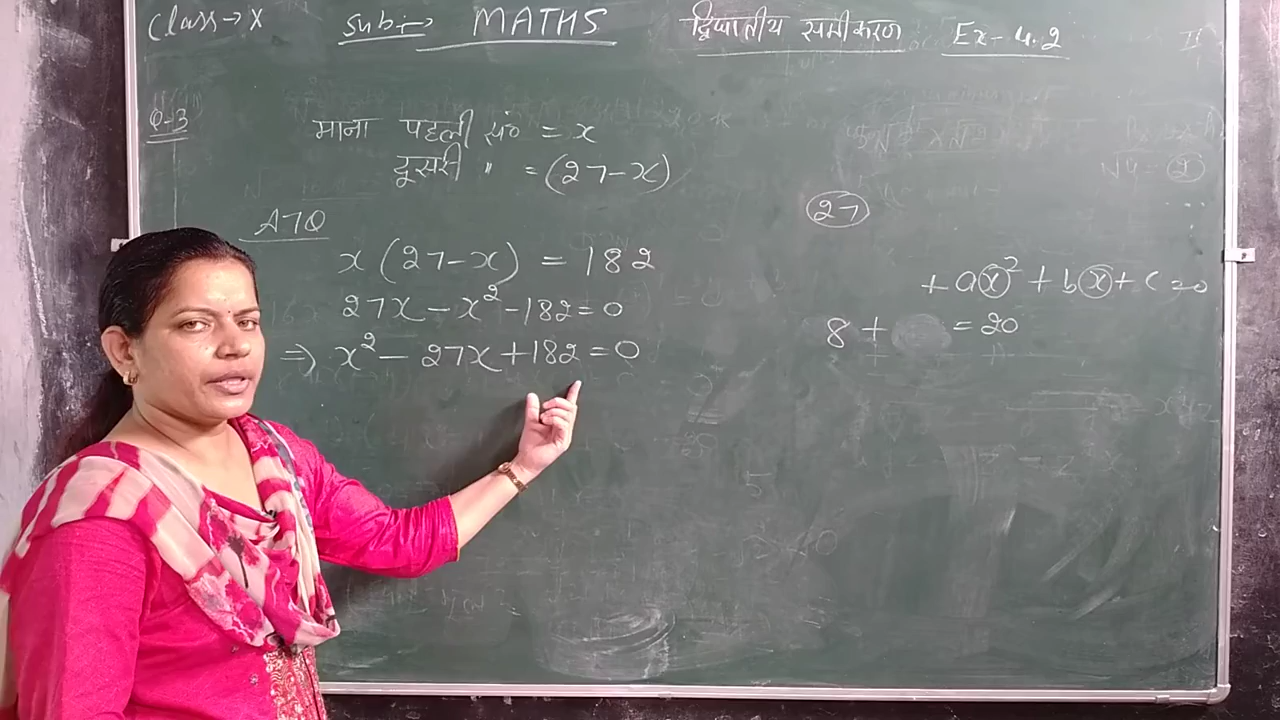 Class → X Sub :- MATHS द्विघातीय समीकरण Ex - 4.2
Q-3
माना पहली सं० = x
दूसरी " = (27-x)
ATQ
x(27-x) = 182
27x - x² - 182 = 0
⇒ x² - 27x + 182 = 0
27
+ ax² + bx + c = 0
8 + = 20